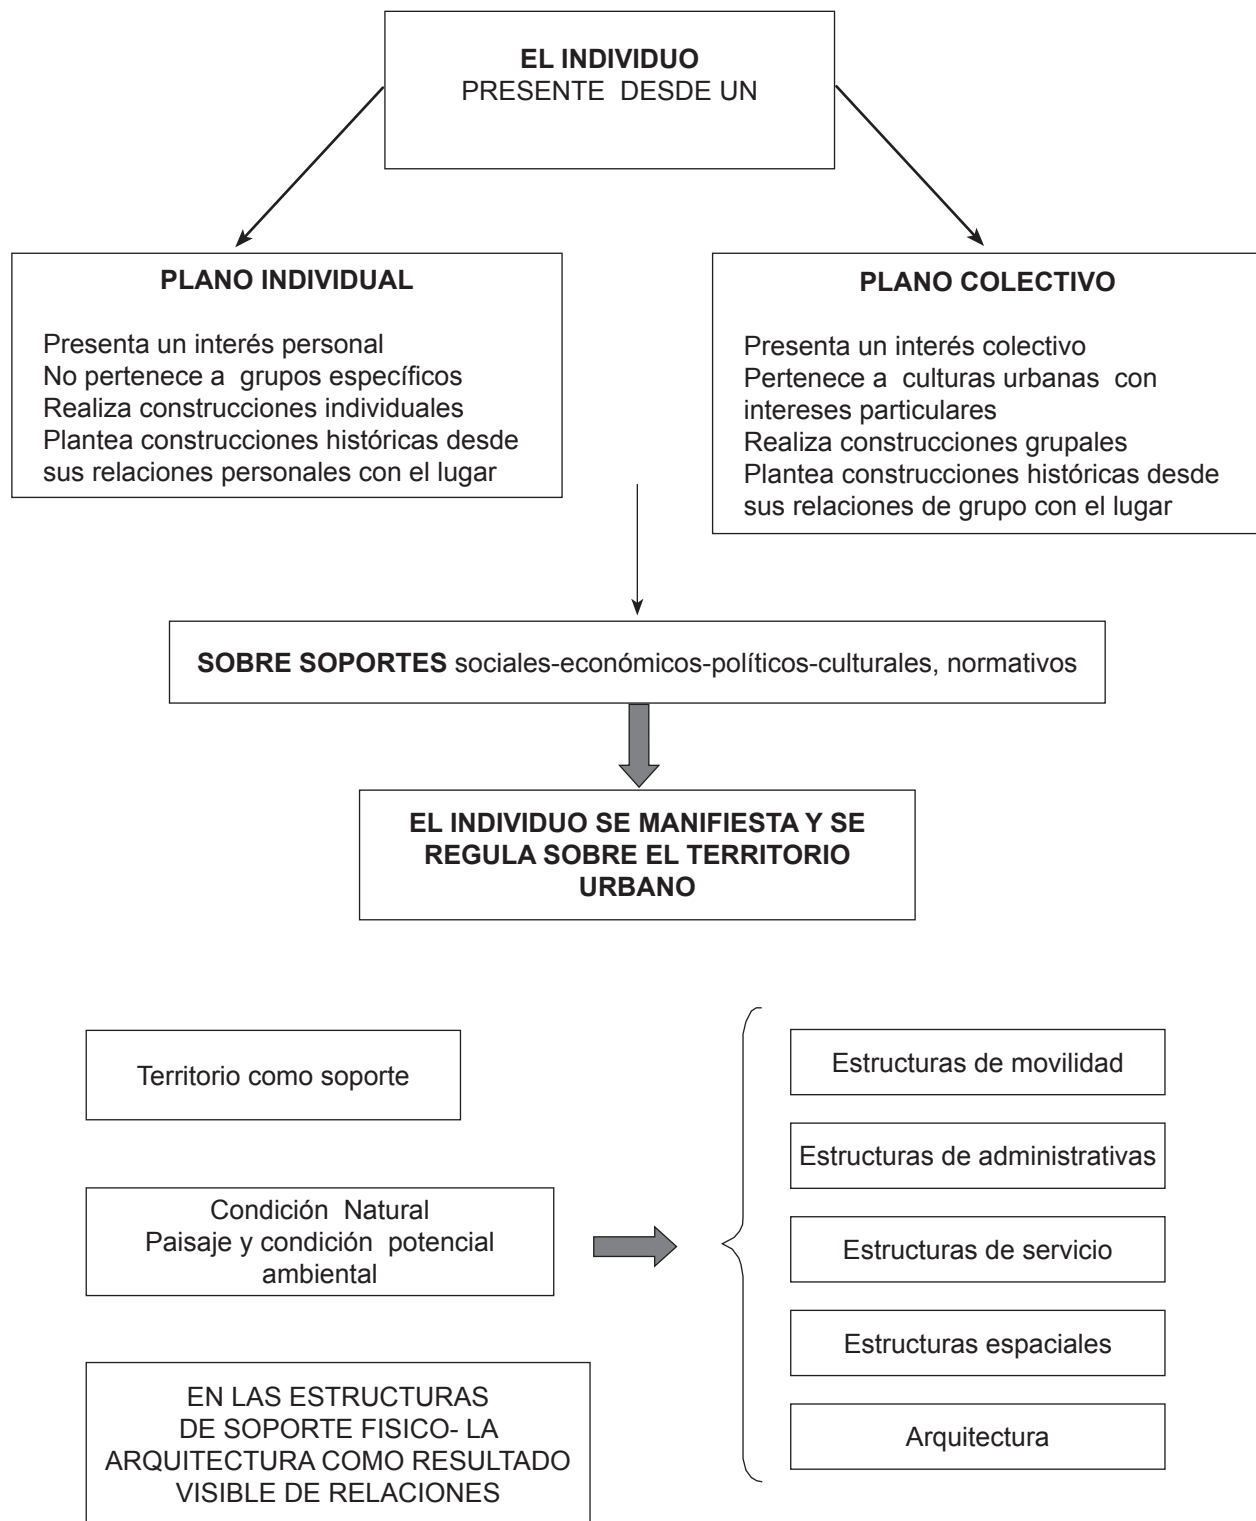 EL INDIVIDUO
PRESENTE DESDE UN
PLANO INDIVIDUAL
Presenta un interés personal
No pertenece a grupos específicos
Realiza construcciones individuales
Plantea construcciones históricas desde
sus relaciones personales con el lugar
PLANO COLECTIVO
Presenta un interés colectivo
Pertenece a culturas urbanas con
intereses particulares
Realiza construcciones grupales
Plantea construcciones históricas desde
sus relaciones de grupo con el lugar
SOBRE SOPORTES sociales-económicos-políticos-culturales, normativos
EL INDIVIDUO SE MANIFIESTA Y SE
REGULA SOBRE EL TERRITORIO
URBANO
Territorio como soporte
Condición Natural
Paisaje y condición potencial
ambiental
EN LAS ESTRUCTURAS
DE SOPORTE FISICO- LA
ARQUITECTURA COMO RESULTADO
VISIBLE DE RELACIONES
Estructuras de movilidad
Estructuras de administrativas
Estructuras de servicio
Estructuras espaciales
Arquitectura